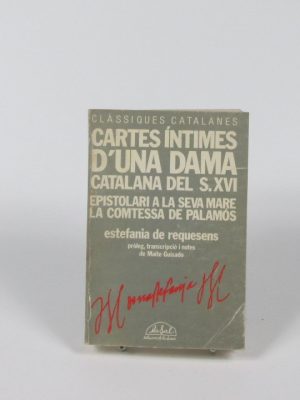 CLÀSSIQUES CATALANES
CARTES ÍNTIMES
D'UNA DAMA
CATALANA DEL S.XVI
EPISTOLARI A LA SEVA MARE
LA COMTESSA DE PALAMÓS
estefania de requesens
pròleg, transcripció i notes
de Maite Guisado